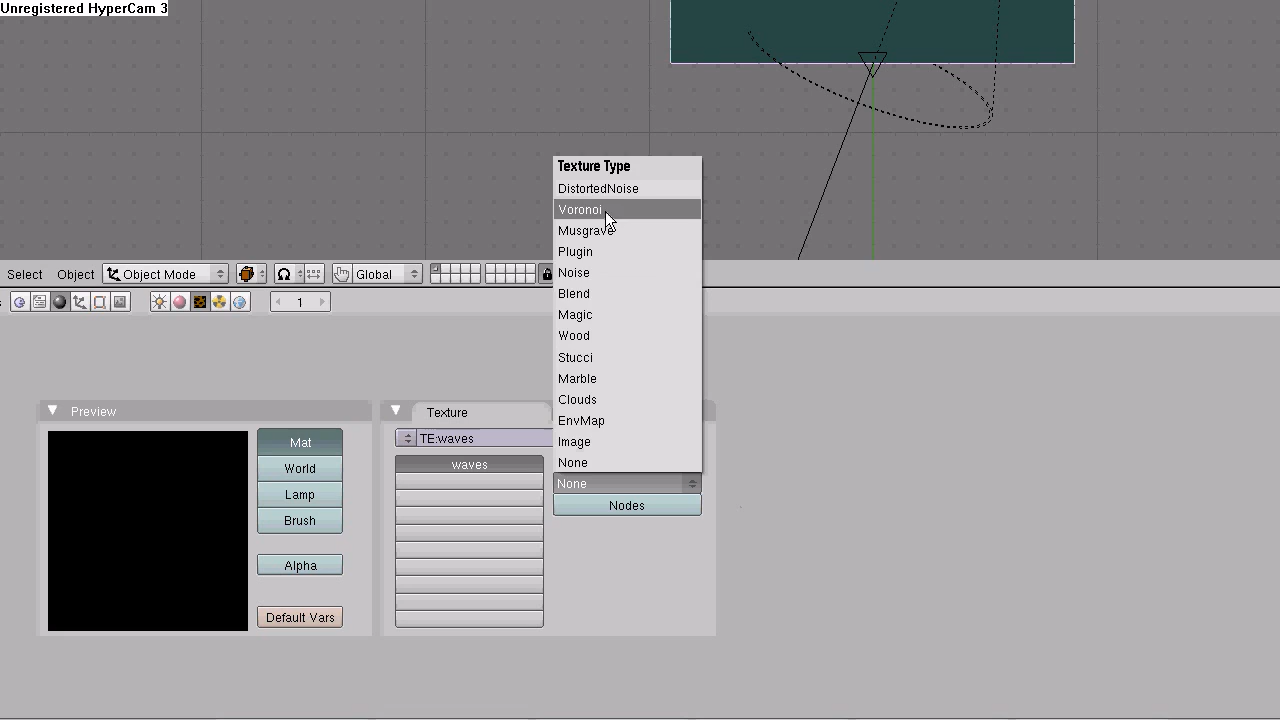 Unregistered HyperCam 3
Texture Type
DistortedNoise
Voronoi
Musgrave
Plugin
Noise
Blend
Magic
Wood
Stucci
Marble
Clouds
EnvMap
Image
None
Select Object Object Mode Global
1
Preview
Texture
Mat
World
Lamp
Brush
Alpha
Default Vars
TE:waves
waves
None
Nodes